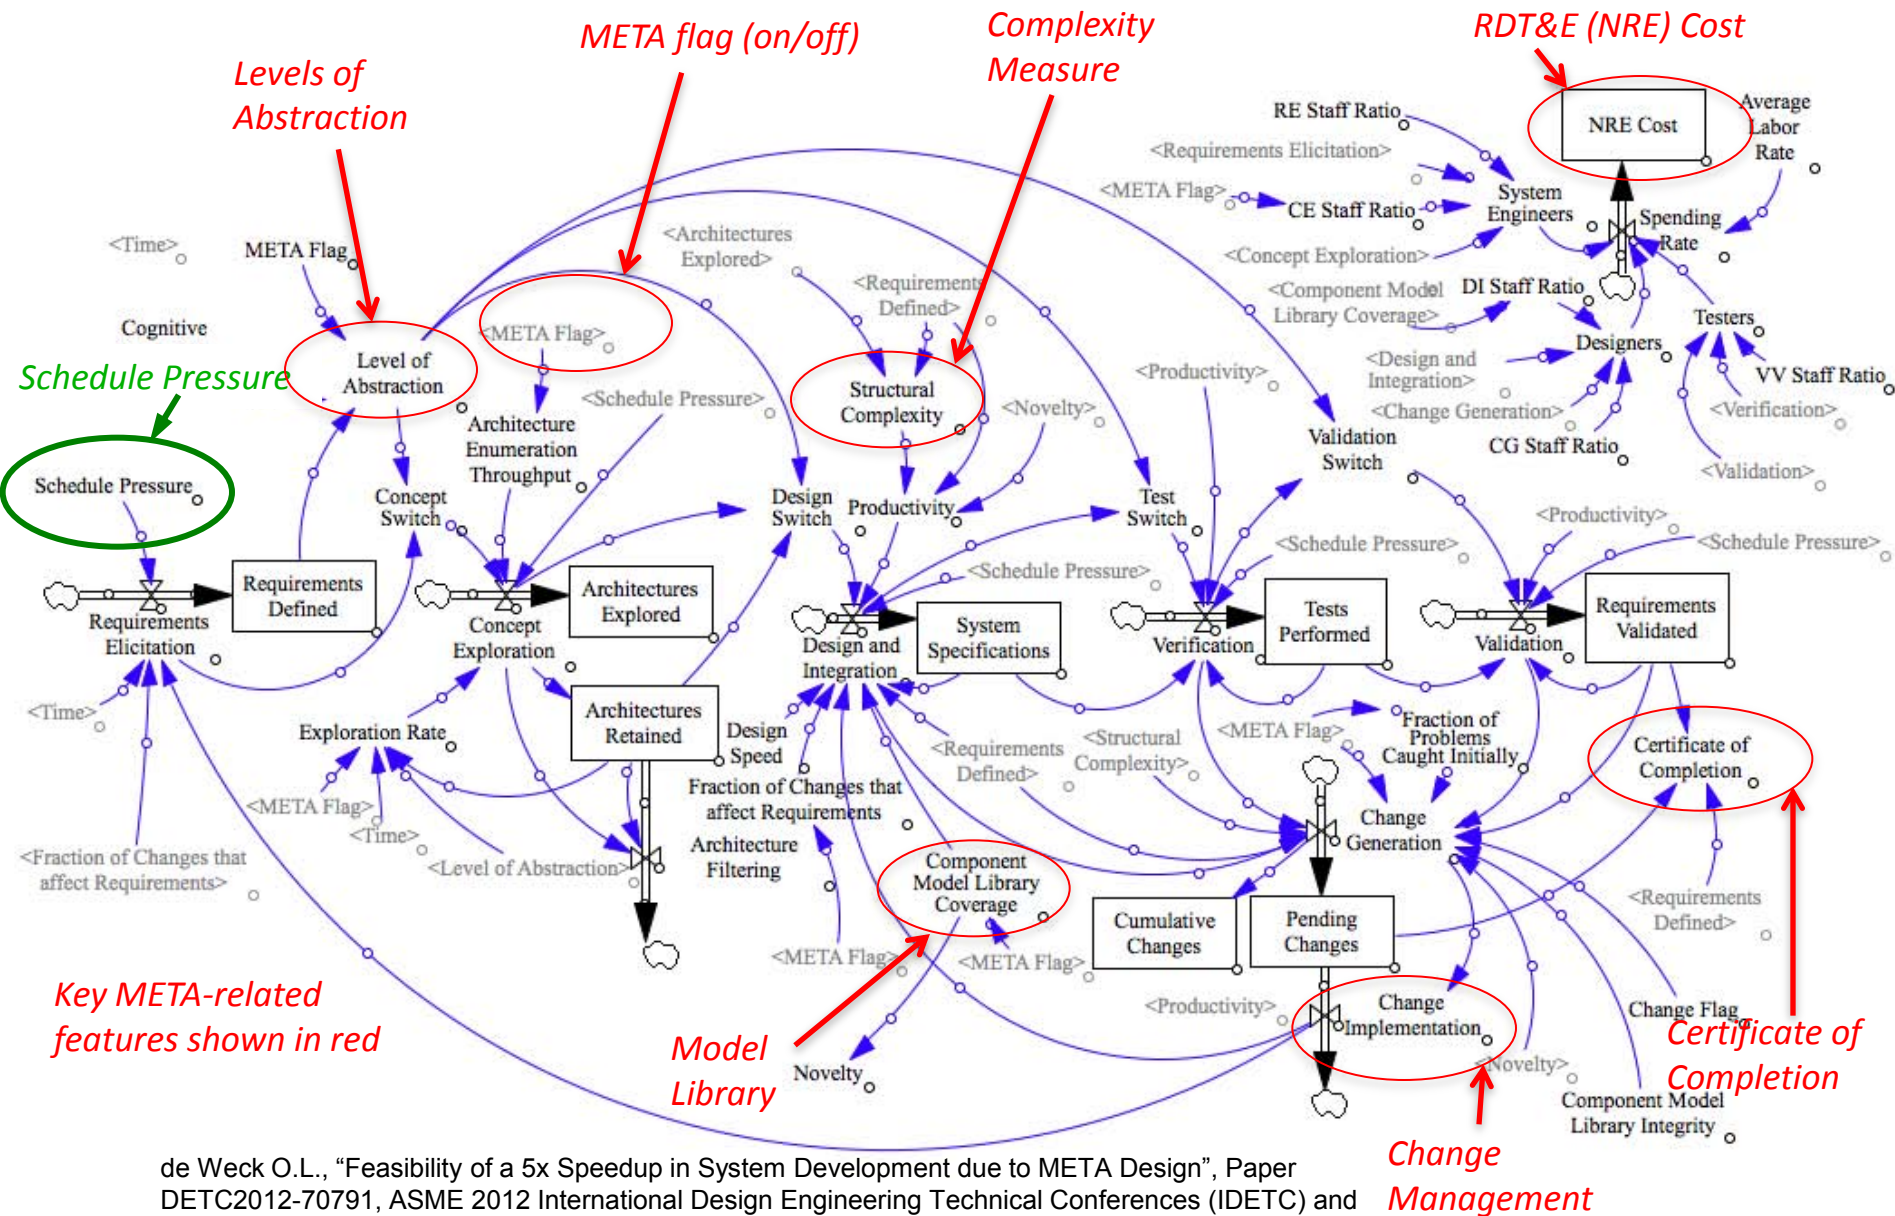 META flag (on/off)
Complexity
Measure
RDT&E (NRE) Cost
Levels of
Abstraction
RE Staff Ratio
NRE Cost
Average
Labor
Rate
<Requirements Elicitation>
<META Flag>
CE Staff Ratio
System
Engineers
Spending
Rate
<Time>
META Flag
<Architectures
Explored>
<Concept Exploration>
<Requirements
Defined>
<Component Model
Library Coverage>
DI Staff Ratio
Cognitive
<META Flag>
Testers
Designers
Level of
Abstraction
<Design and
Integration>
Schedule Pressure
<Productivity>
VV Staff Ratio
Structural
Complexity
<Schedule Pressure>
<Novelty>
<Change Generation>
<Verification>
Architecture
Enumeration
Throughput
Validation
Switch
CG Staff Ratio
<Validation>
Schedule Pressure
Concept
Switch
Design
Switch
Productivity
Test
Switch
<Productivity>
<Schedule Pressure>
<Schedule Pressure>
<Schedule Pressure>
Requirements
Defined
Architectures
Explored
System
Specifications
Tests
Performed
Requirements
Validated
Requirements
Elicitation
Concept
Exploration
Design and
Integration
Verification
Validation
<Time>
Exploration Rate
Architectures
Retained
Design
Speed
<Requirements
Defined>
<Structural
Complexity>
<META Flag>
Fraction of
Problems
Caught Initially
Certificate of
Completion
Fraction of Changes that
affect Requirements
<META Flag>
<Time>
<Level of Abstraction>
Architecture
Filtering
Change
Generation
<Fraction of Changes that
affect Requirements>
Component
Model Library
Coverage
<Requirements
Defined>
Cumulative
Changes
Pending
Changes
<META Flag>
<META Flag>
Key META-related
features shown in red
<Productivity>
Change
Implementation
Change Flag
Certificate of
Completion
Model
Library
Novelty
<Novelty>
Component Model
Library Integrity
Change
Management
de Weck O.L., “Feasibility of a 5x Speedup in System Development due to META Design”, Paper
DETC2012-70791, ASME 2012 International Design Engineering Technical Conferences (IDETC) and